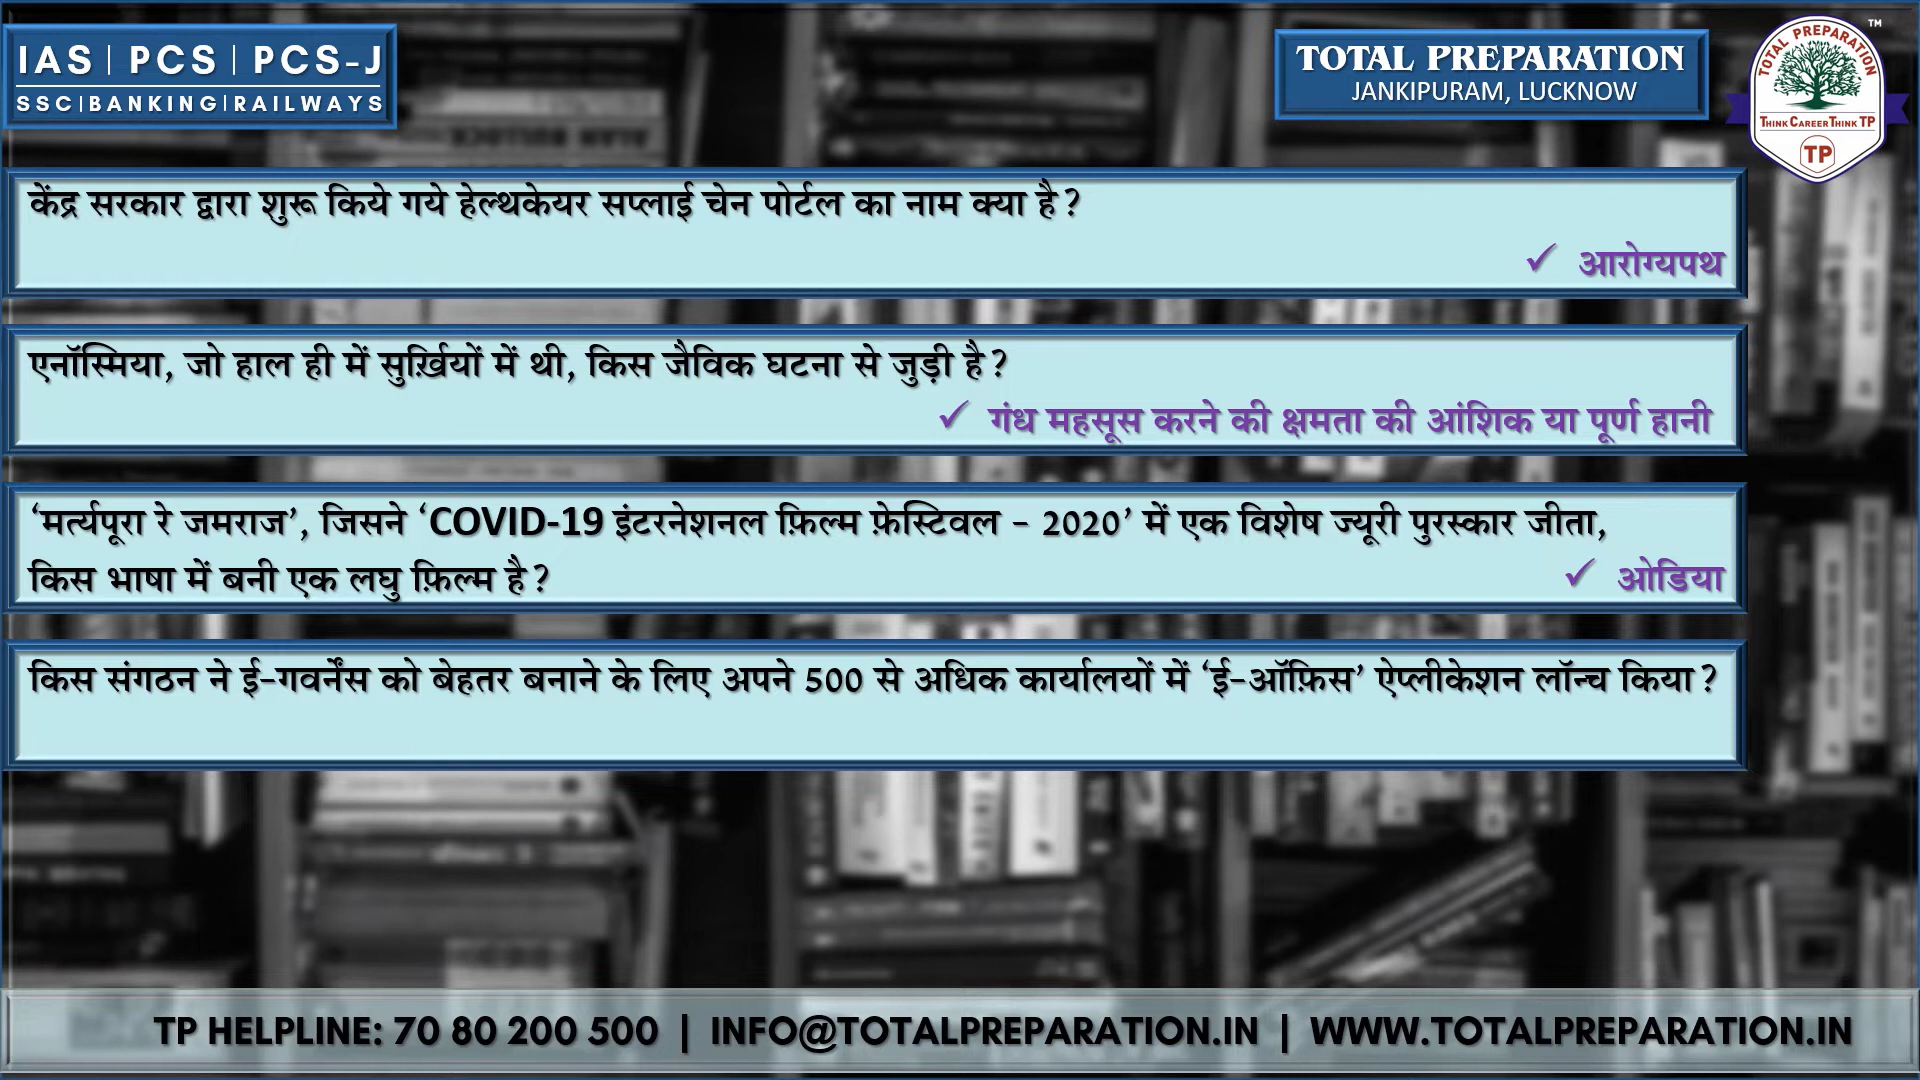 IAS | PCS | PCS-J
SSC|BANKING|RAILWAYS
TOTAL PREPARATION
JANKIPURAM, LUCKNOW
TOTAL PREPARATION
™
THINK CAREER THINK TP
TP
केंद्र सरकार द्वारा शुरू किये गये हेल्थकेयर सप्लाई चेन पोर्टल का नाम क्या है?
✓ आरोग्यपथ
एनॉस्मिया, जो हाल ही में सुर्ख़ियों में थी, किस जैविक घटना से जुड़ी है?
✓ गंध महसूस करने की क्षमता की आंशिक या पूर्ण हानी
‘मर्त्यपूरा रे जमराज’, जिसने ‘COVID-19 इंटरनेशनल फ़िल्म फ़ेस्टिवल – 2020’ में एक विशेष ज्यूरी पुरस्कार जीता,
किस भाषा में बनी एक लघु फ़िल्म है?
✓ ओडिया
किस संगठन ने ई-गवर्नेंस को बेहतर बनाने के लिए अपने 500 से अधिक कार्यालयों में ‘ई-ऑफ़िस’ ऐप्लीकेशन लॉन्च किया?
TP HELPLINE: 70 80 200 500 | INFO@TOTALPREPARATION.IN | WWW.TOTALPREPARATION.IN